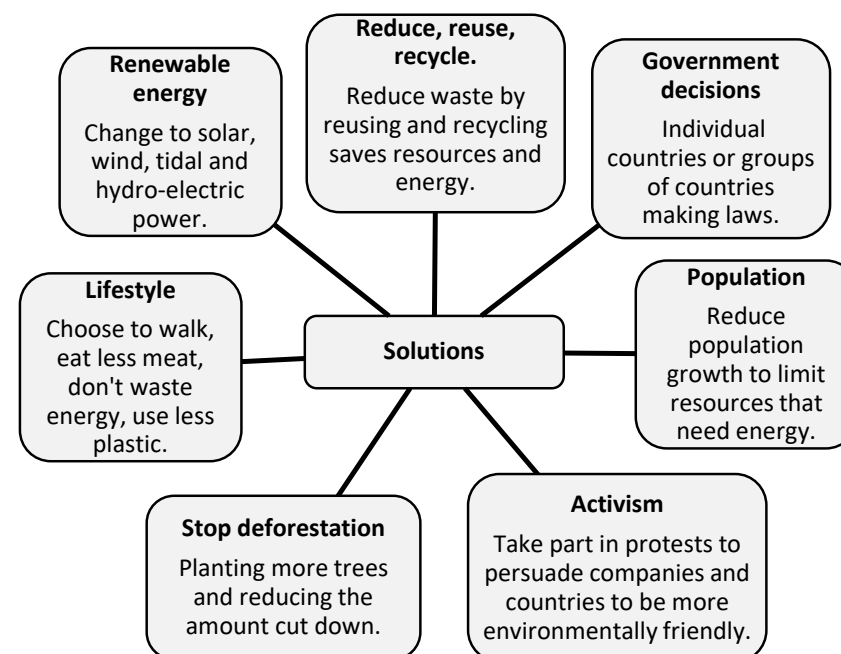 Renewable
energy
Change to solar,
wind, tidal and
hydro-electric
power.
Reduce, reuse,
recycle.
Reduce waste by
reusing and recycling
saves resources and
energy.
Government
decisions
Individual
countries or groups
of countries
making laws.
Lifestyle
Choose to walk,
eat less meat,
don't waste
energy, use less
plastic.
Solutions
Population
Reduce
population
growth to limit
resources that
need energy.
Stop deforestation
Planting more trees
and reducing the
amount cut down.
Activism
Take part in protests to
persuade companies and
countries to be more
environmentally friendly.